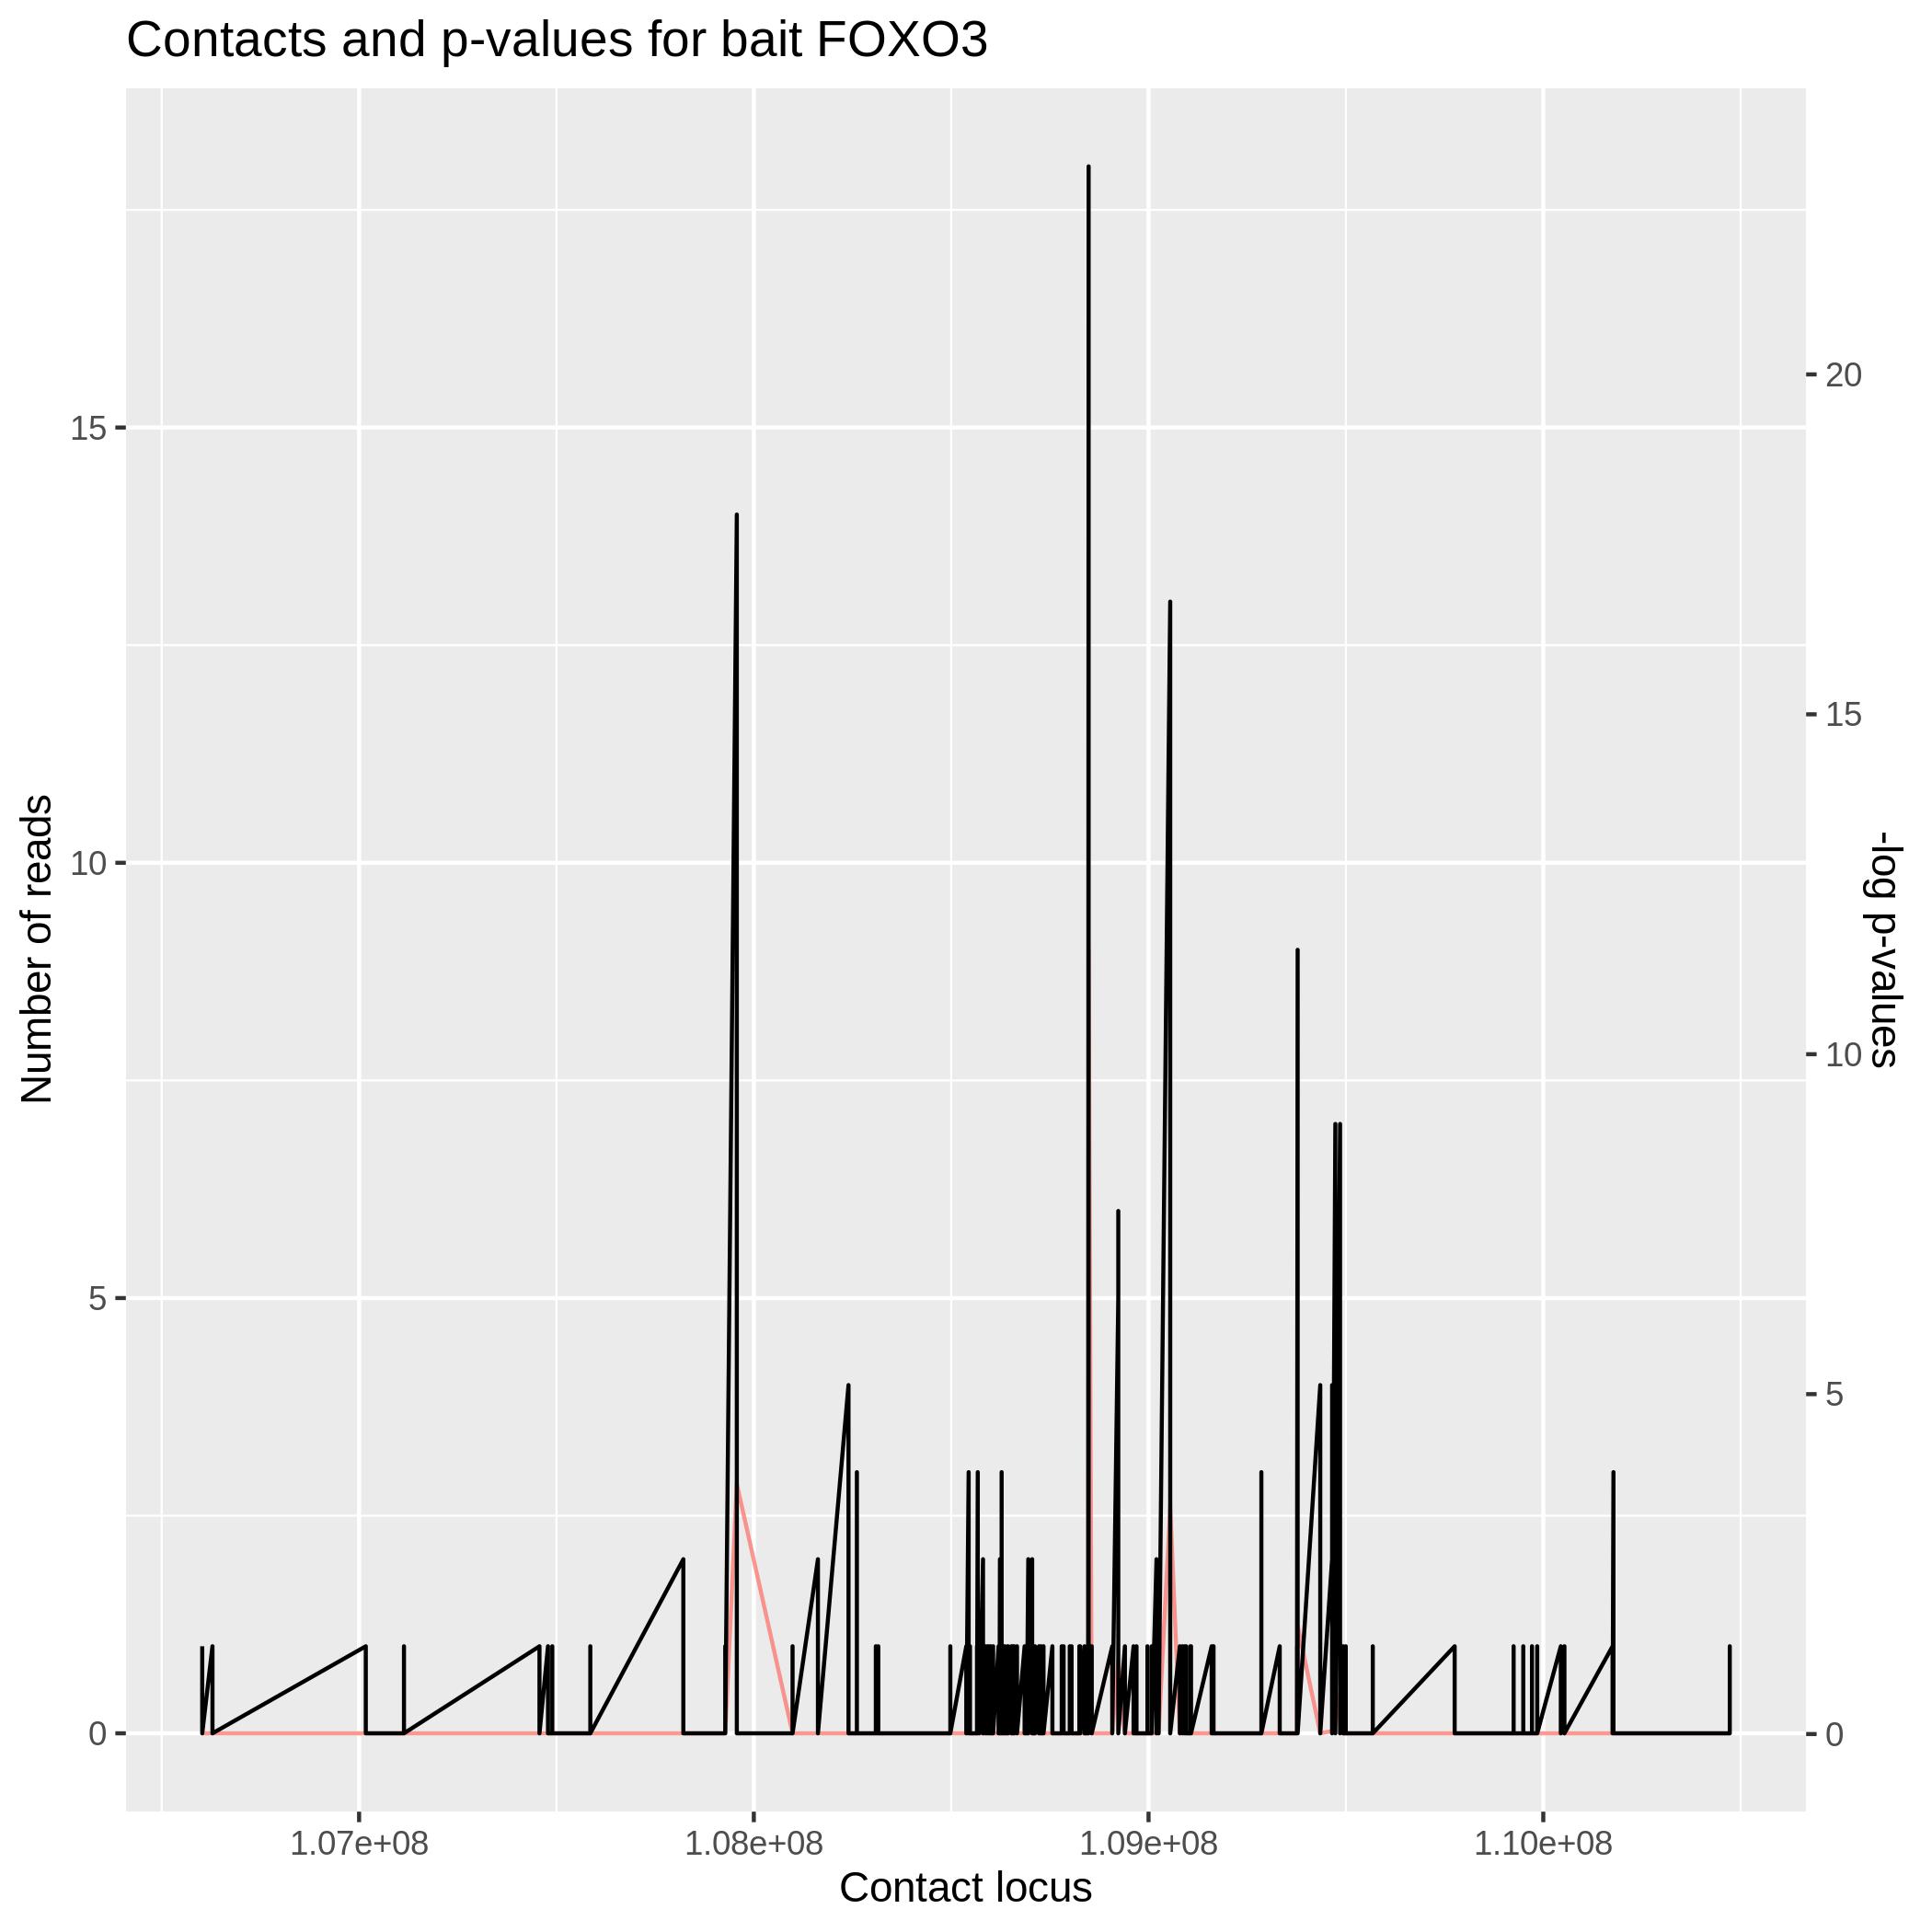 Contacts and p-values for bait FOXO3
Number of reads
15
10
5
0
20
15
10
5
0
-log p-values
1.07e+08 1.08e+08 1.09e+08 1.10e+08
Contact locus